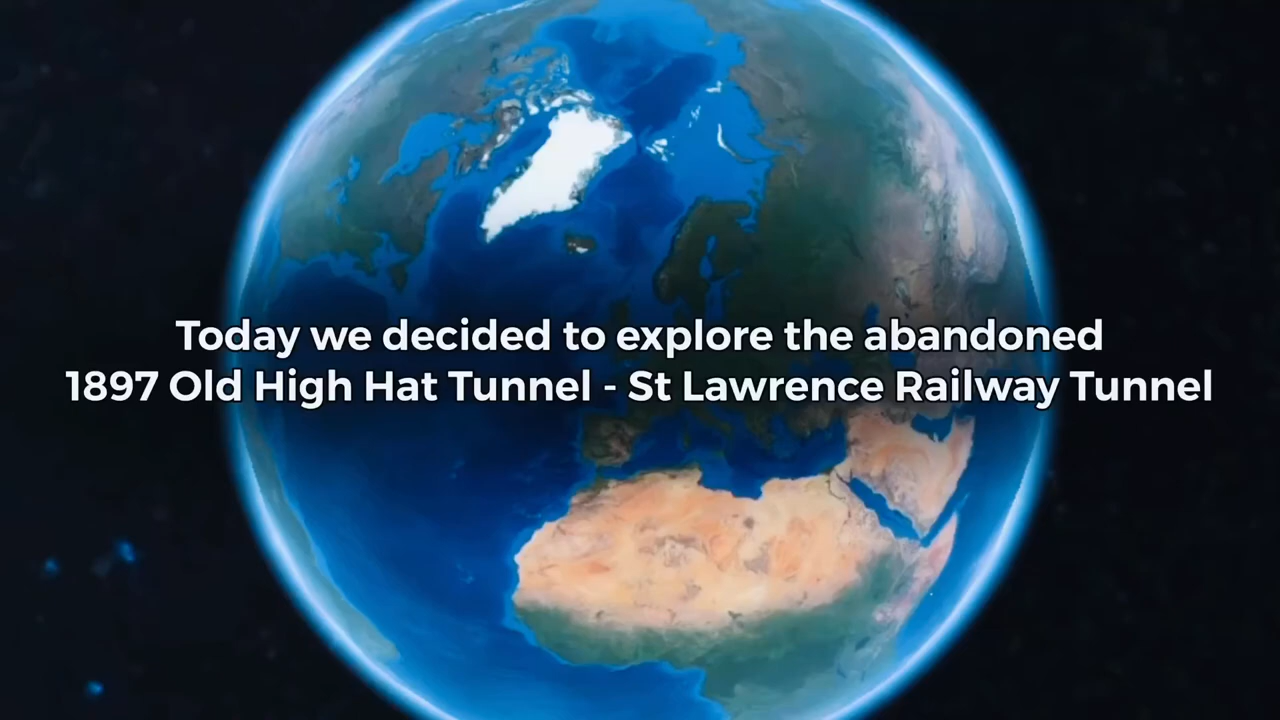 Today we decided to explore the abandoned
1897 Old High Hat Tunnel - St Lawrence Railway Tunnel